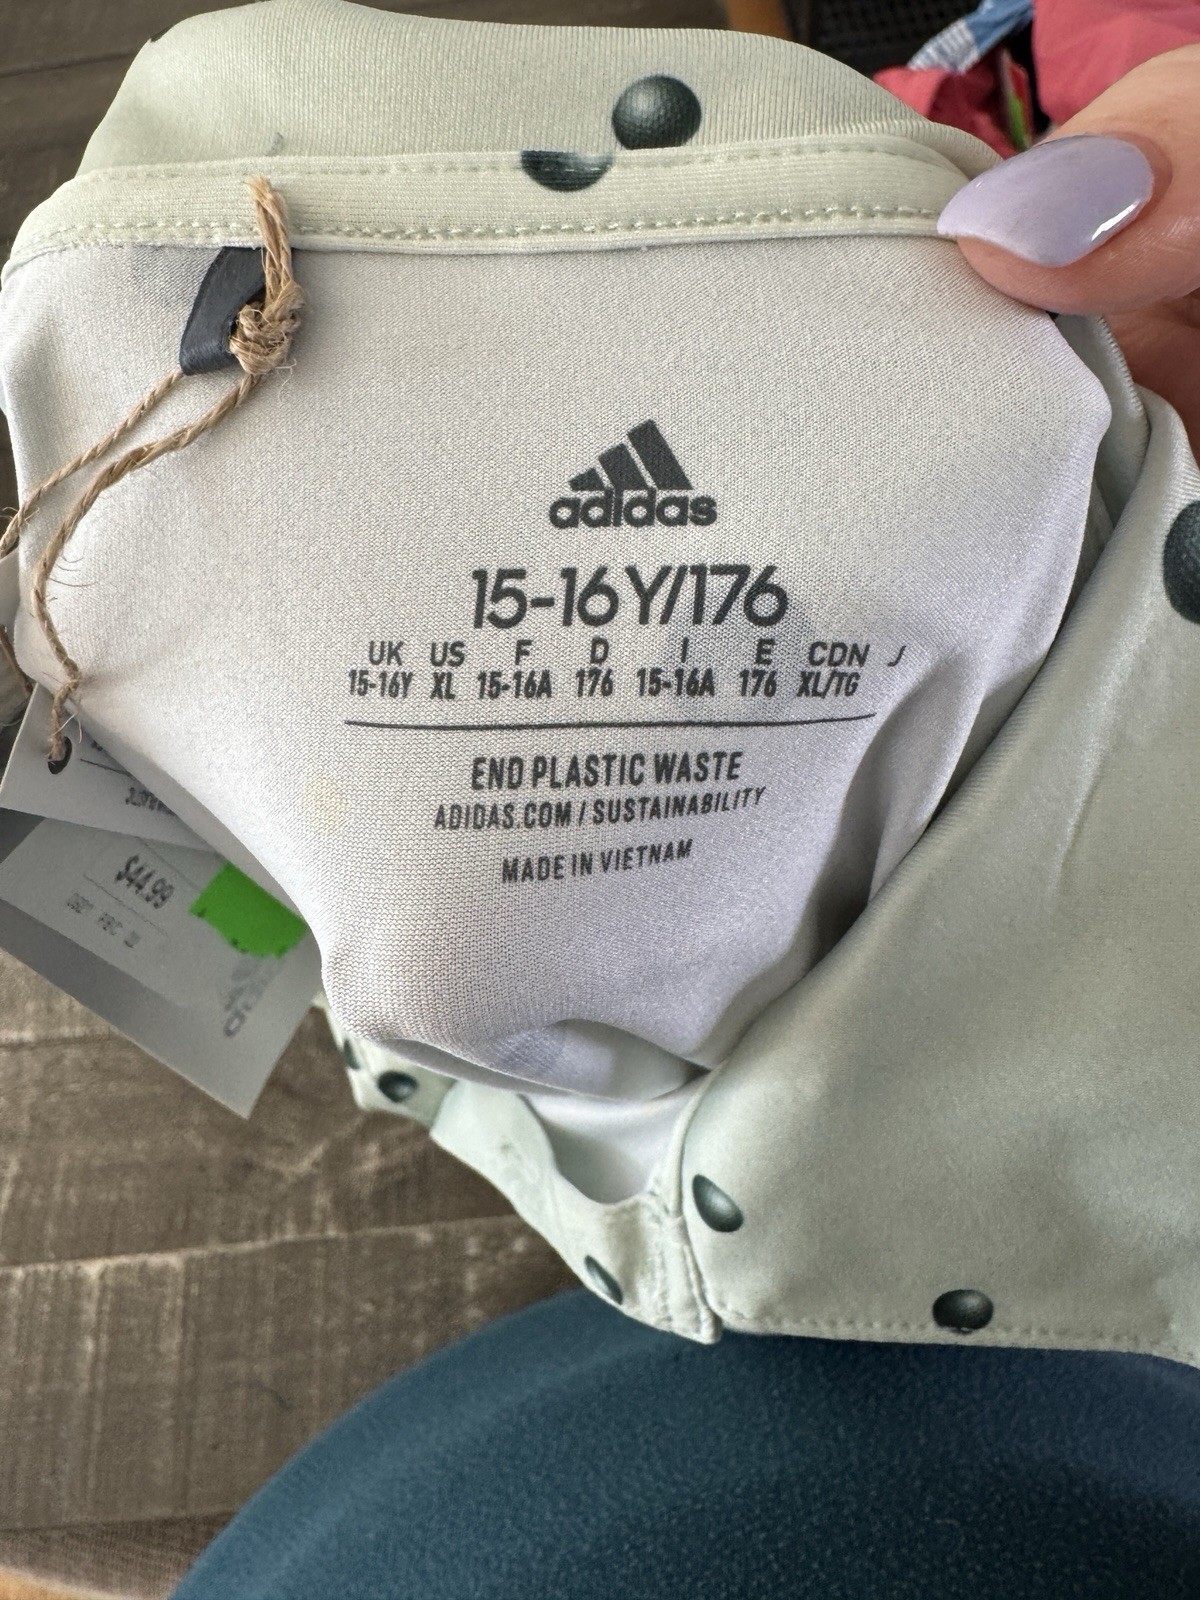 adidas
15-16Y/176
UK US F D I E CDN J
15-16Y XL 15-16A 176 15-16A 176 XL/TG
END PLASTIC WASTE
ADIDAS.COM/SUSTAINABILITY
MADE IN VIETNAM
$44.99